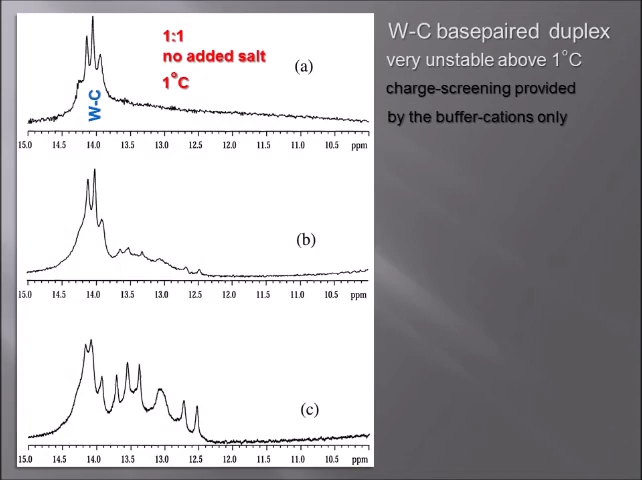 W-C basepaired duplex
very unstable above 1°C
charge-screening provided
by the buffer-cations only
1:1
no added salt
1°C
(a)
W-C
15.0 14.5 14.0 13.5 13.0 12.5 12.0 11.5 11.0 10.5 ppm
(b)
15.0 14.5 14.0 13.5 13.0 12.5 12.0 11.5 11.0 10.5 ppm
(c)
15.0 14.5 14.0 13.5 13.0 12.5 12.0 11.5 11.0 10.5 ppm